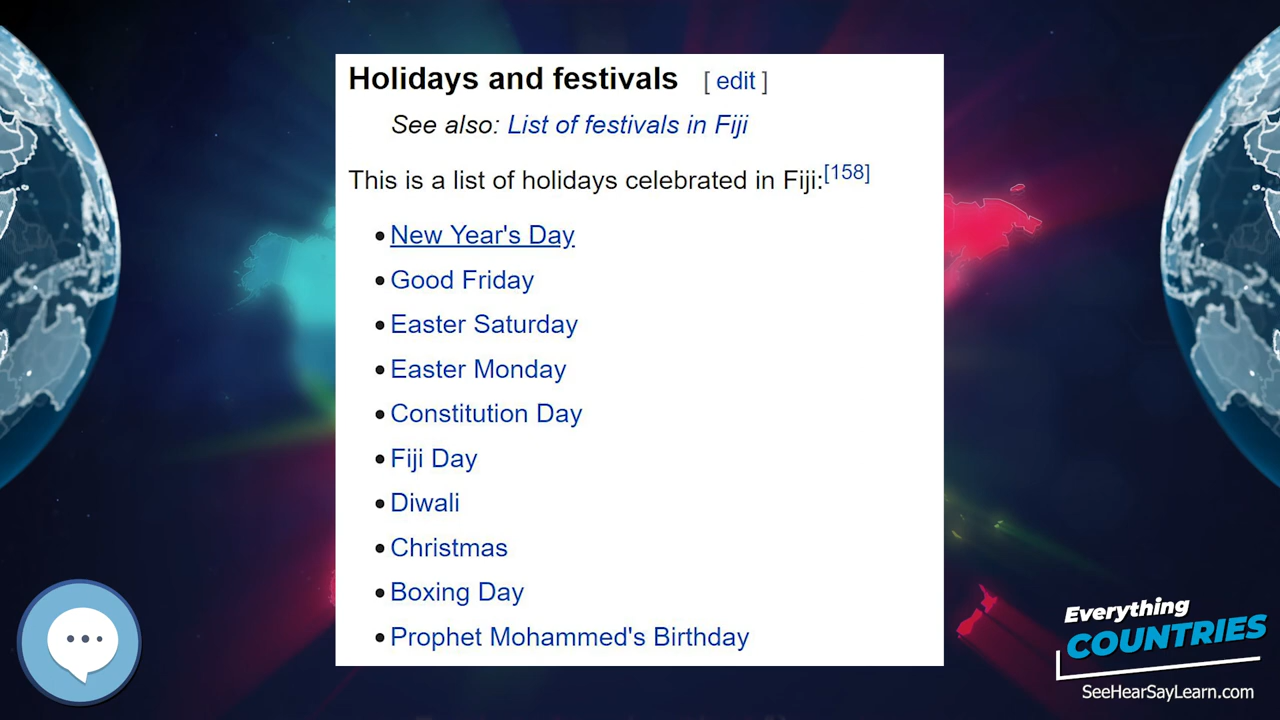 Holidays and festivals [ edit ]
See also: List of festivals in Fiji
This is a list of holidays celebrated in Fiji:[158]
• New Year's Day
• Good Friday
• Easter Saturday
• Easter Monday
• Constitution Day
• Fiji Day
• Diwali
• Christmas
• Boxing Day
• Prophet Mohammed's Birthday
Everything
COUNTRIES
SeeHearSayLearn.com